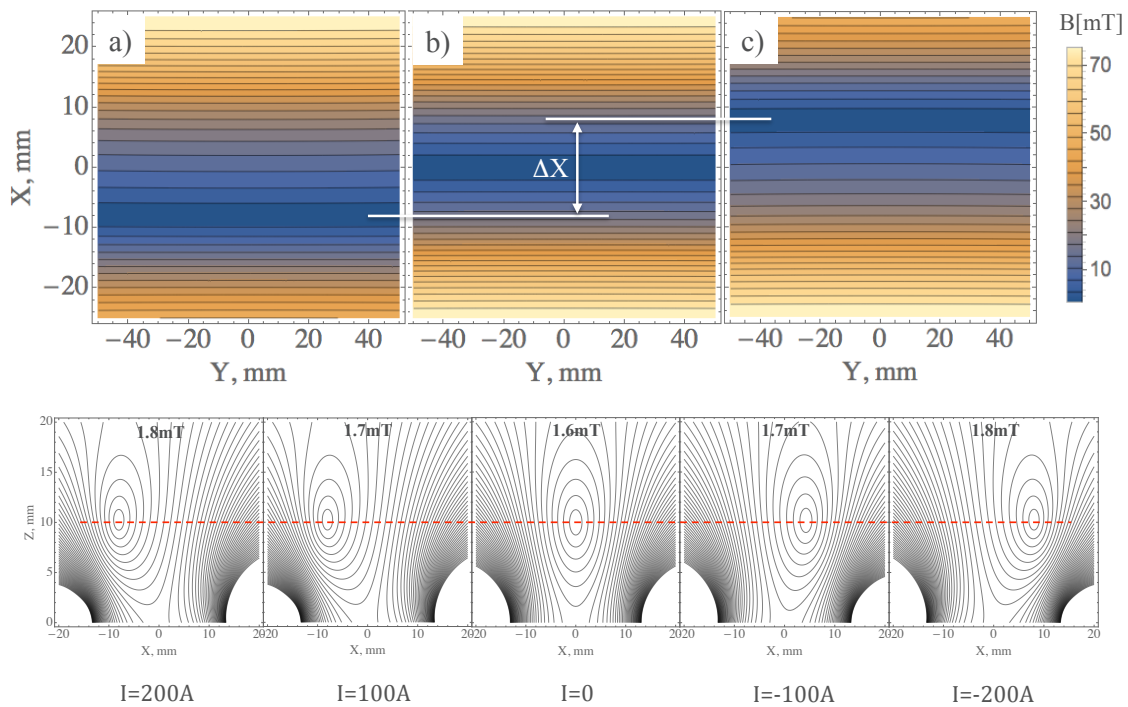 a)
b)
c)
B[mT]
20
10
0
−10
−20
X, mm
ΔX
70
50
30
10
−40 −20 0 20 40
−40 −20 0 20 40
−40 −20 0 20 40
Y, mm
Y, mm
Y, mm
1.8mT
1.7mT
1.6mT
1.7mT
1.8mT
20
15
10
5
0
Z, mm
−20 −10 0 10 20
−10 0 10 20
−10 0 10 20
−10 0 10 20
−10 0 10 20
X, mm
X, mm
X, mm
X, mm
X, mm
I=200A
I=100A
I=0
I=-100A
I=-200A